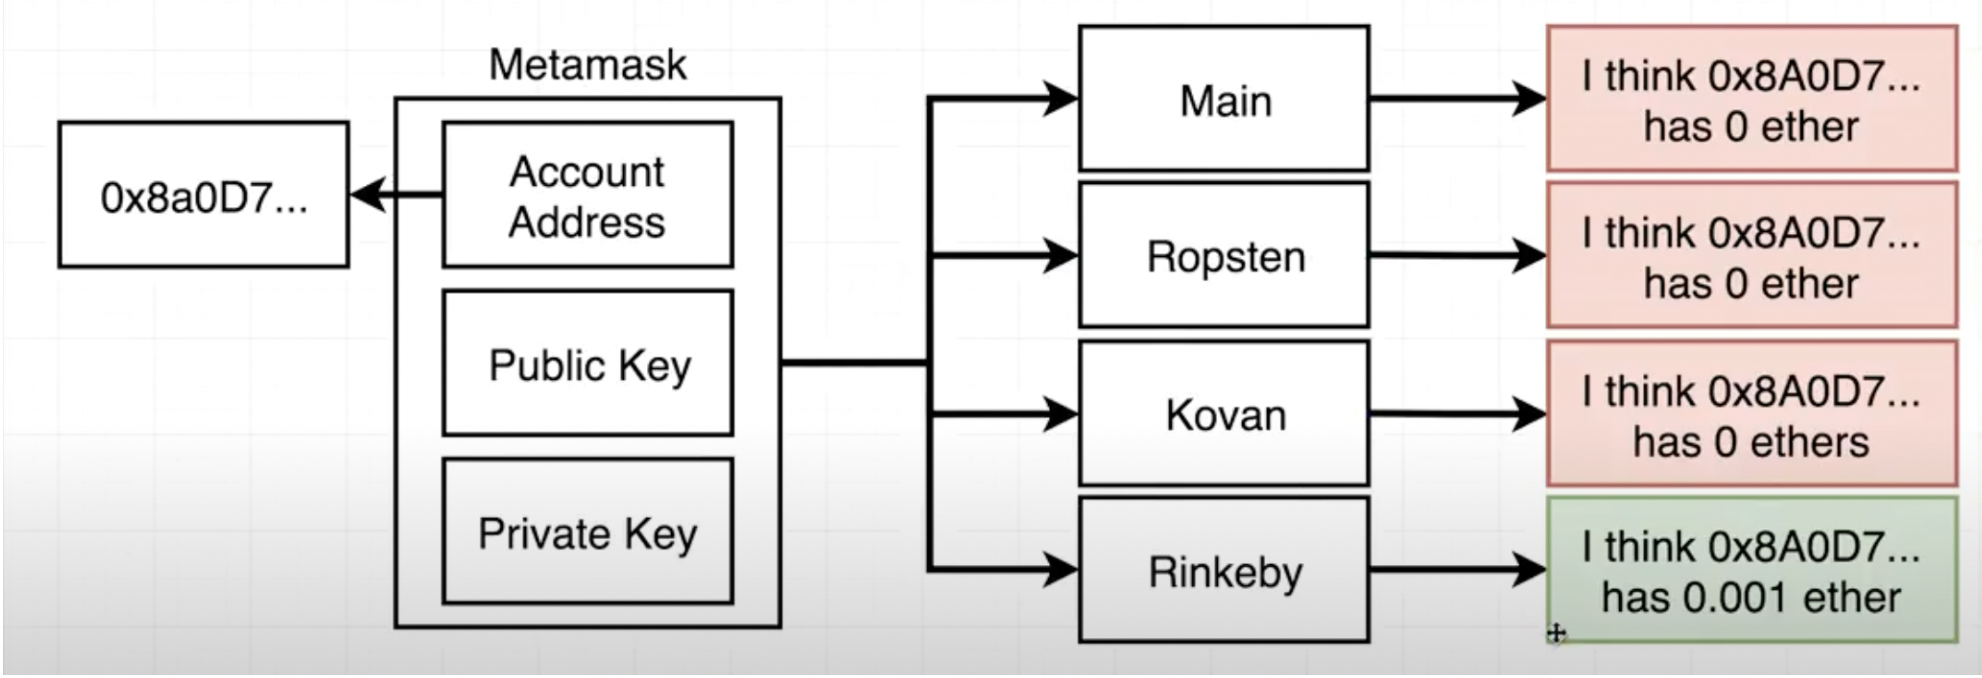 Metamask
0x8a0D7...
Account
Address
Public Key
Private Key
Main
Ropsten
Kovan
Rinkeby
I think 0x8A0D7...
has 0 ether
I think 0x8A0D7...
has 0 ether
I think 0x8A0D7...
has 0 ethers
I think 0x8A0D7...
has 0.001 ether